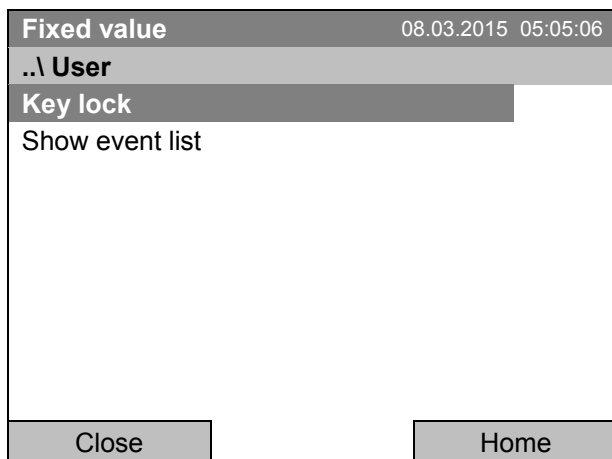 Fixed value 08.03.2015 05:05:06
..\ User
Key lock
Show event list
Close Home